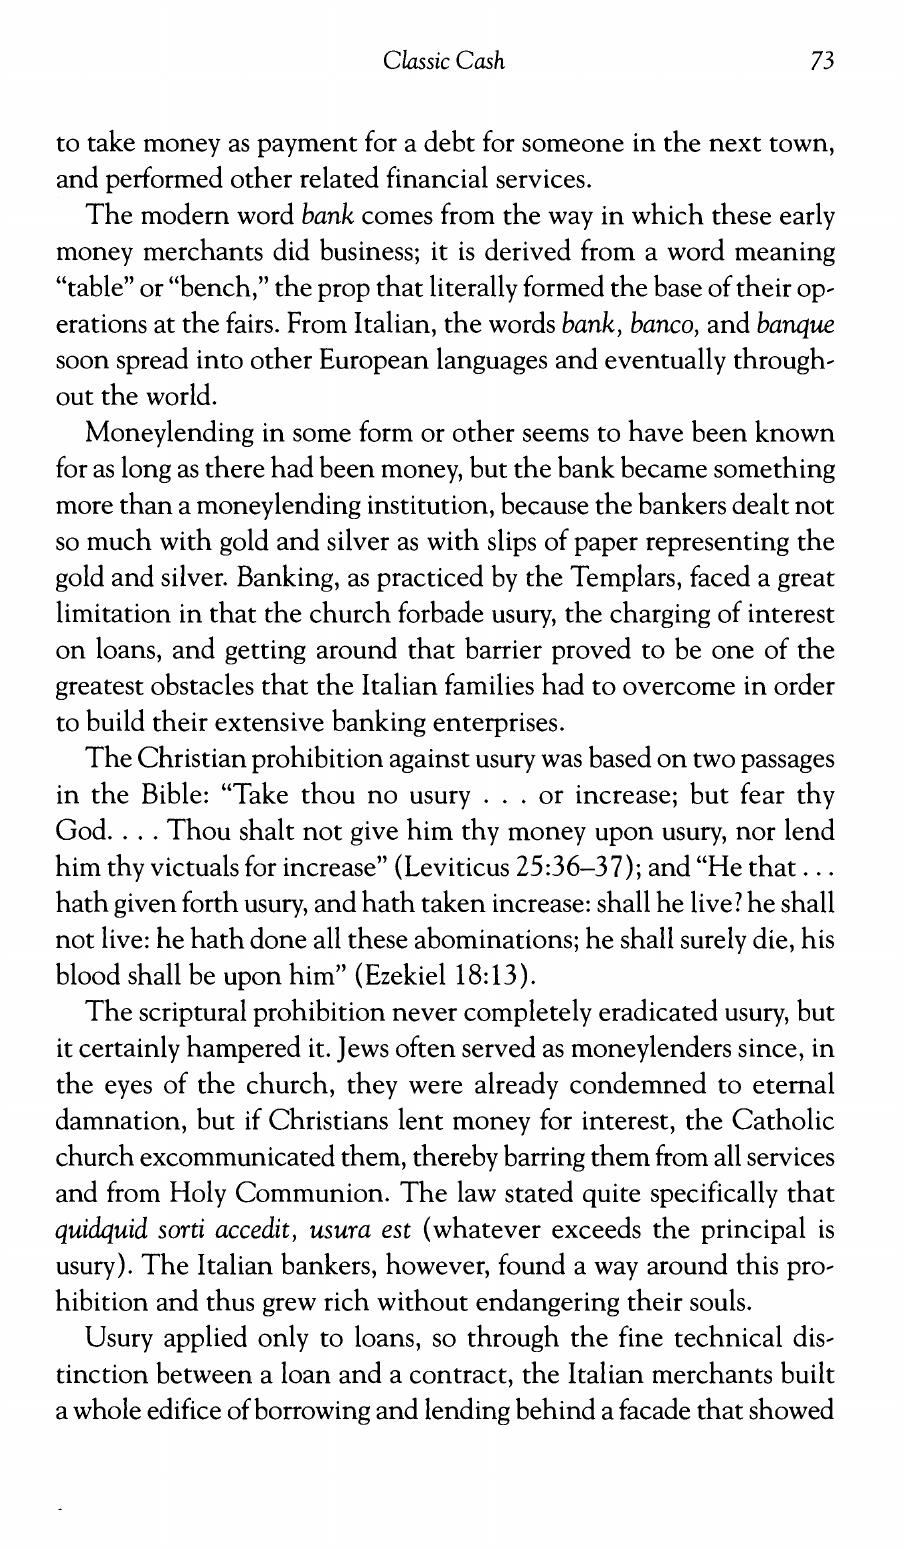 Classic Cash 73
to take money as payment for a debt for someone in the next town,
and performed other related financial services.
The modern word bank comes from the way in which these early
money merchants did business; it is derived from a word meaning
“table” or “bench,” the prop that literally formed the base of their op-
erations at the fairs. From Italian, the words bank, banco, and banque
soon spread into other European languages and eventually through-
out the world.
Moneylending in some form or other seems to have been known
for as long as there had been money, but the bank became something
more than a moneylending institution, because the bankers dealt not
so much with gold and silver as with slips of paper representing the
gold and silver. Banking, as practiced by the Templars, faced a great
limitation in that the church forbade usury, the charging of interest
on loans, and getting around that barrier proved to be one of the
greatest obstacles that the Italian families had to overcome in order
to build their extensive banking enterprises.
The Christian prohibition against usury was based on two passages
in the Bible: “Take thou no usury . . . or increase; but fear thy
God. . . . Thou shalt not give him thy money upon usury, nor lend
him thy victuals for increase” (Leviticus 25:36–37); and “He that . . .
hath given forth usury, and hath taken increase: shall he live? he shall
not live: he hath done all these abominations; he shall surely die, his
blood shall be upon him” (Ezekiel 18:13).
The scriptural prohibition never completely eradicated usury, but
it certainly hampered it. Jews often served as moneylenders since, in
the eyes of the church, they were already condemned to eternal
damnation, but if Christians lent money for interest, the Catholic
church excommunicated them, thereby barring them from all services
and from Holy Communion. The law stated quite specifically that
quidquid sorti accedit, usura est (whatever exceeds the principal is
usury). The Italian bankers, however, found a way around this pro-
hibition and thus grew rich without endangering their souls.
Usury applied only to loans, so through the fine technical dis-
tinction between a loan and a contract, the Italian merchants built
a whole edifice of borrowing and lending behind a facade that showed